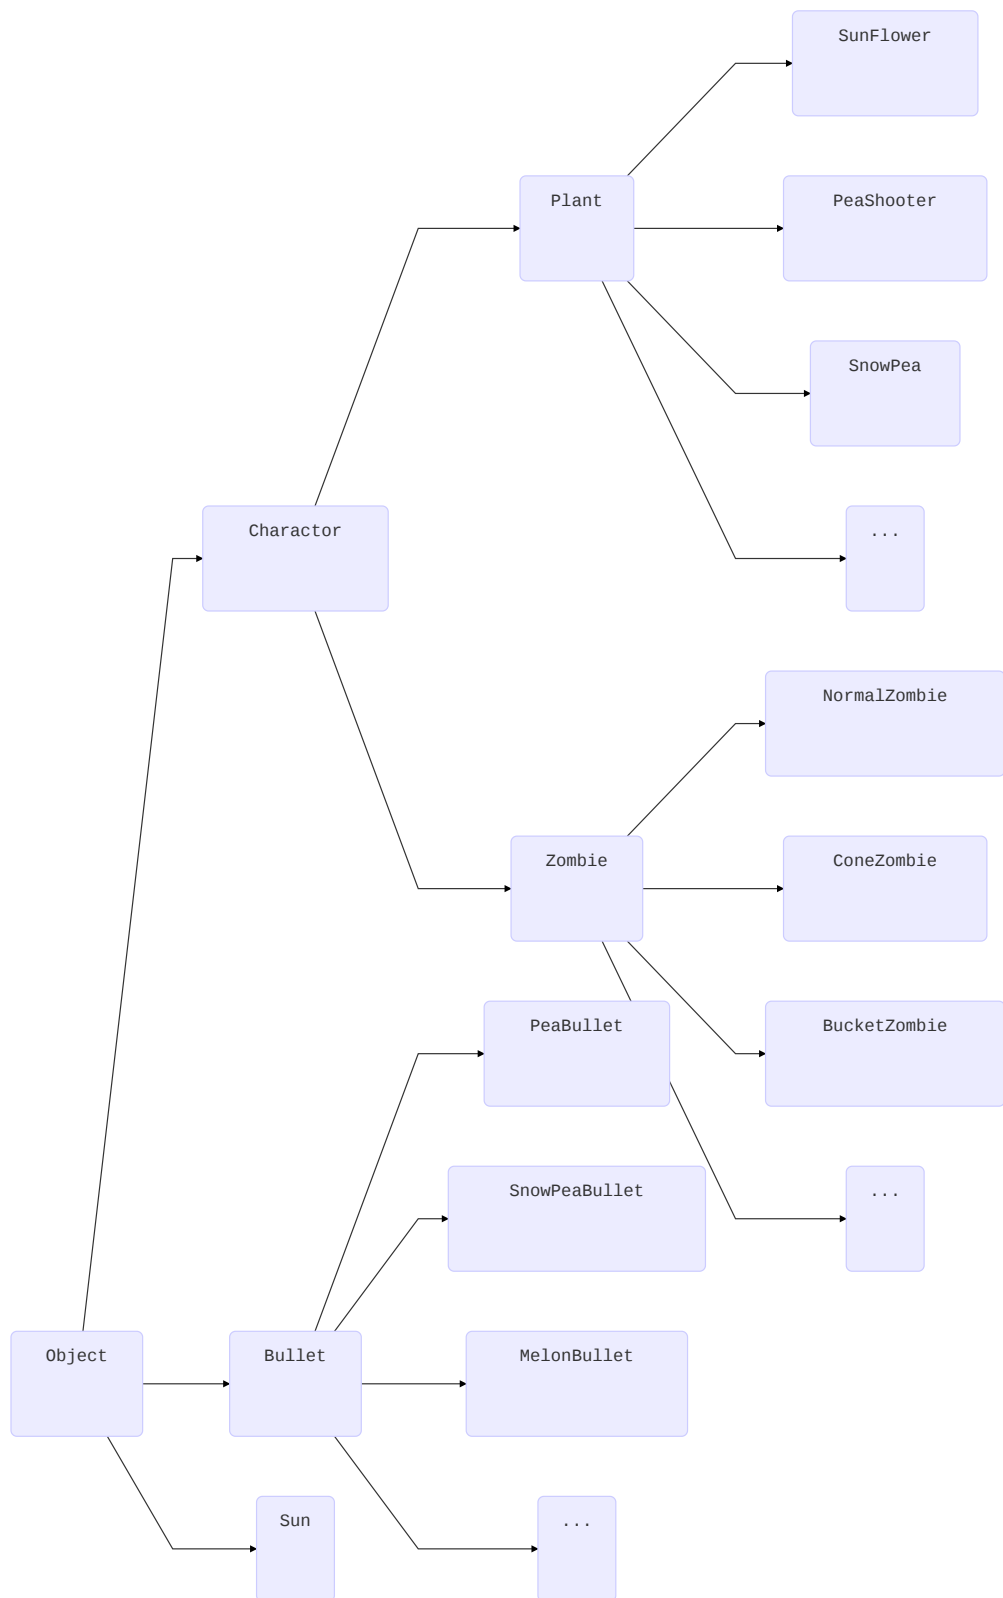 SunFlower
Plant
PeaShooter
SnowPea
Charactor
...
NormalZombie
Zombie
ConeZombie
PeaBullet
BucketZombie
SnowPeaBullet
...
Object
Bullet
MelonBullet
Sun
...